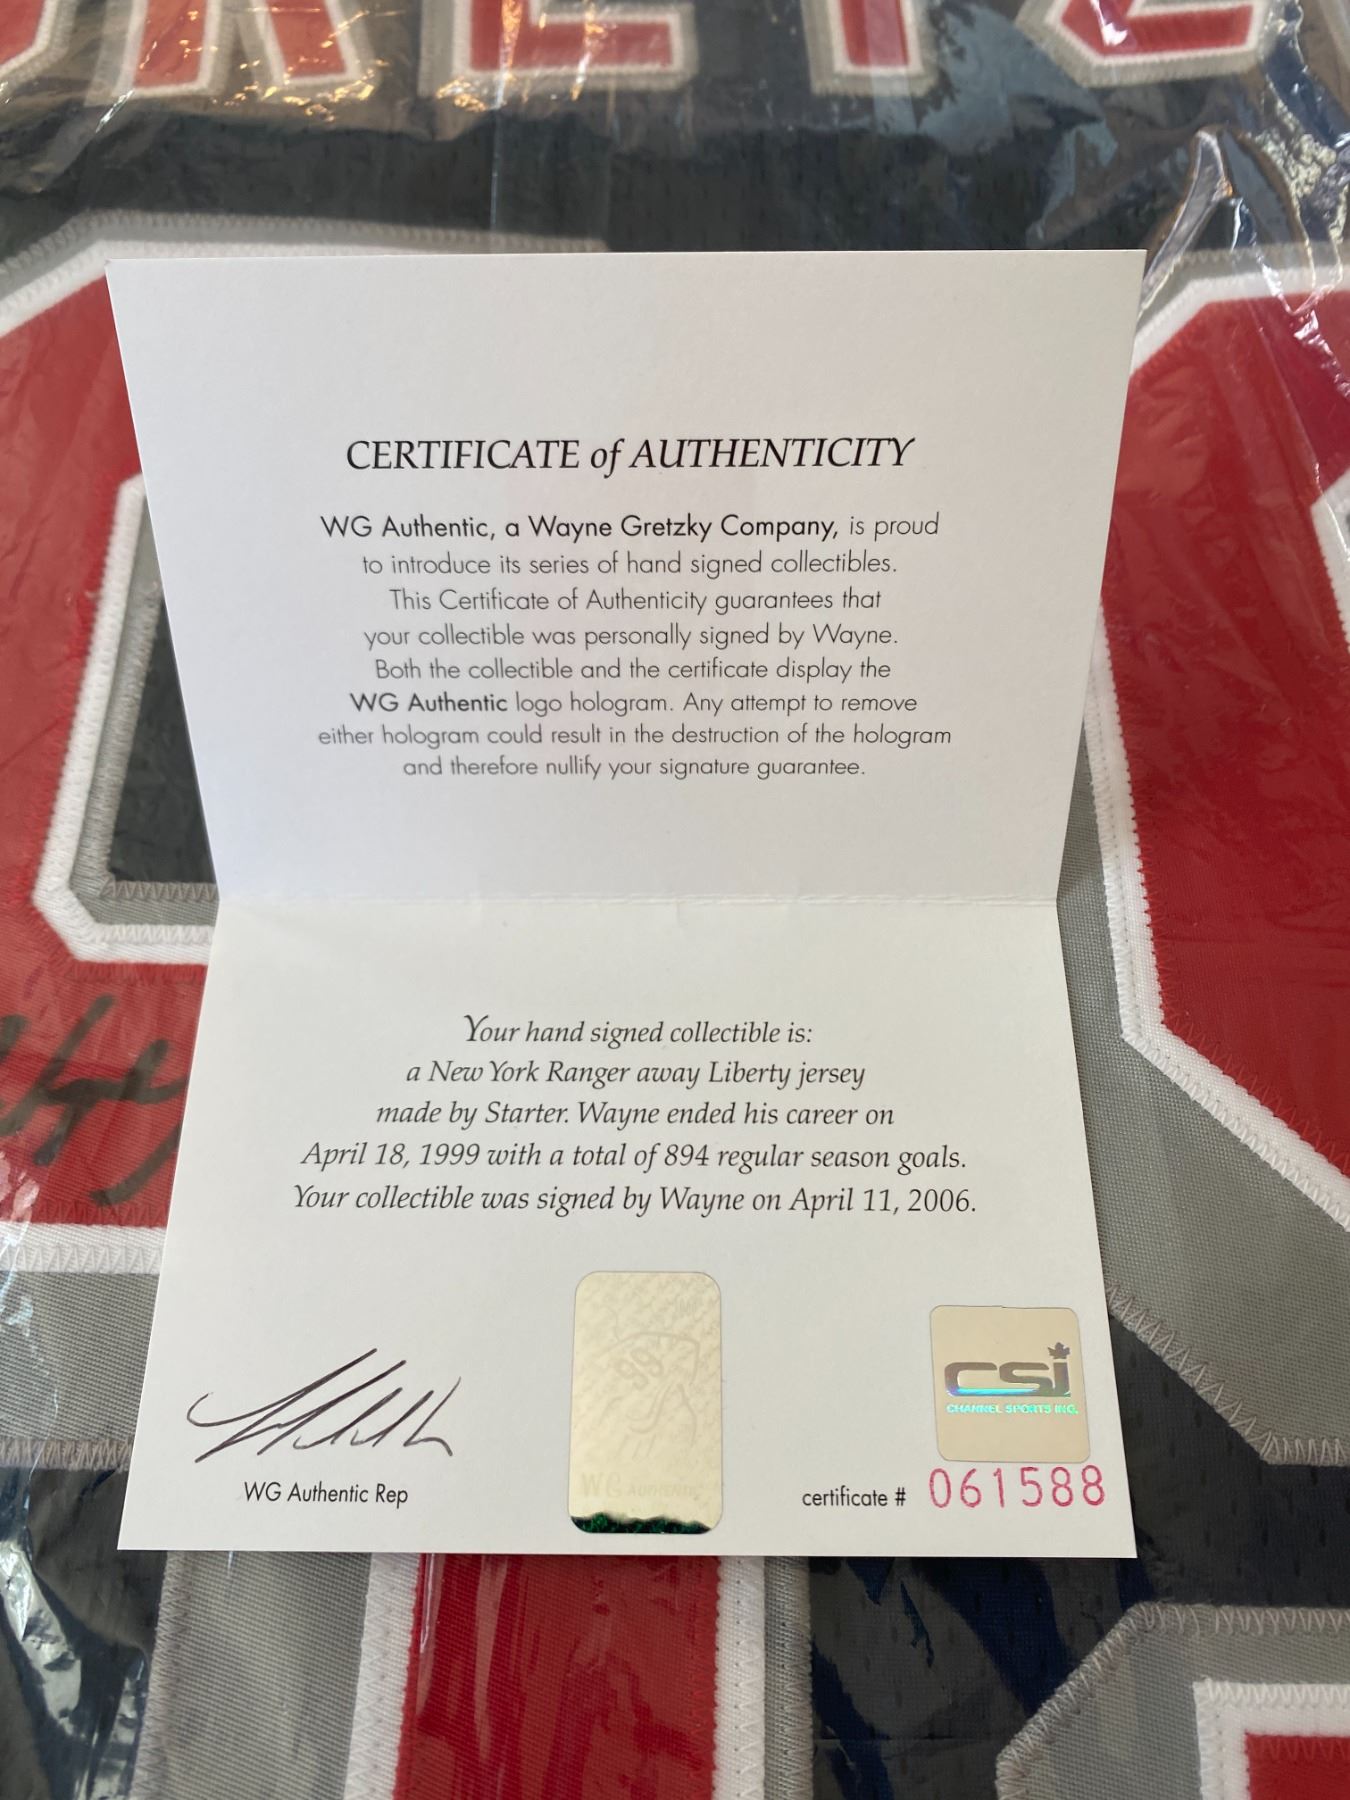 CERTIFICATE of AUTHENTICITY
WG Authentic, a Wayne Gretzky Company, is proud
to introduce its series of hand signed collectibles.
This Certificate of Authenticity guarantees that
your collectible was personally signed by Wayne.
Both the collectible and the certificate display the
WG Authentic logo hologram. Any attempt to remove
either hologram could result in the destruction of the hologram
and therefore nullify your signature guarantee.
Your hand signed collectible is:
a New York Ranger away Liberty jersey
made by Starter. Wayne ended his career on
April 18, 1999 with a total of 894 regular season goals.
Your collectible was signed by Wayne on April 11, 2006.
99
WG AUTHENTIC
csi
CHANNEL SPORTS INC.
WG Authentic Rep
certificate # 061588